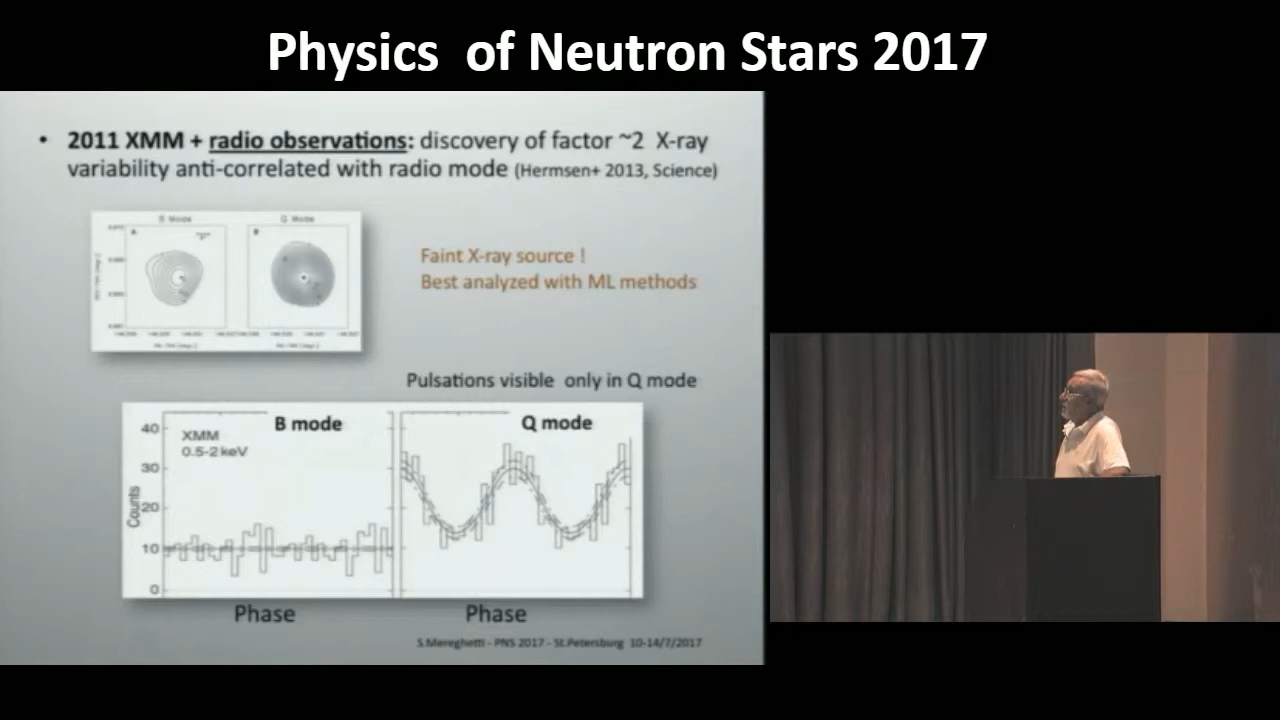 Physics of Neutron Stars 2017
• 2011 XMM + radio observations: discovery of factor ~2 X-ray
variability anti-correlated with radio mode (Hermsen+ 2013, Science)
B Mode
Q Mode
A
B
Faint X-ray source !
Best analyzed with ML methods
Pulsations visible only in Q mode
B mode
Q mode
XMM
0.5-2 keV
Counts
40
30
20
10
0
Phase
Phase
S.Mereghetti - PNS 2017 - St.Petersburg 10-14/7/2017